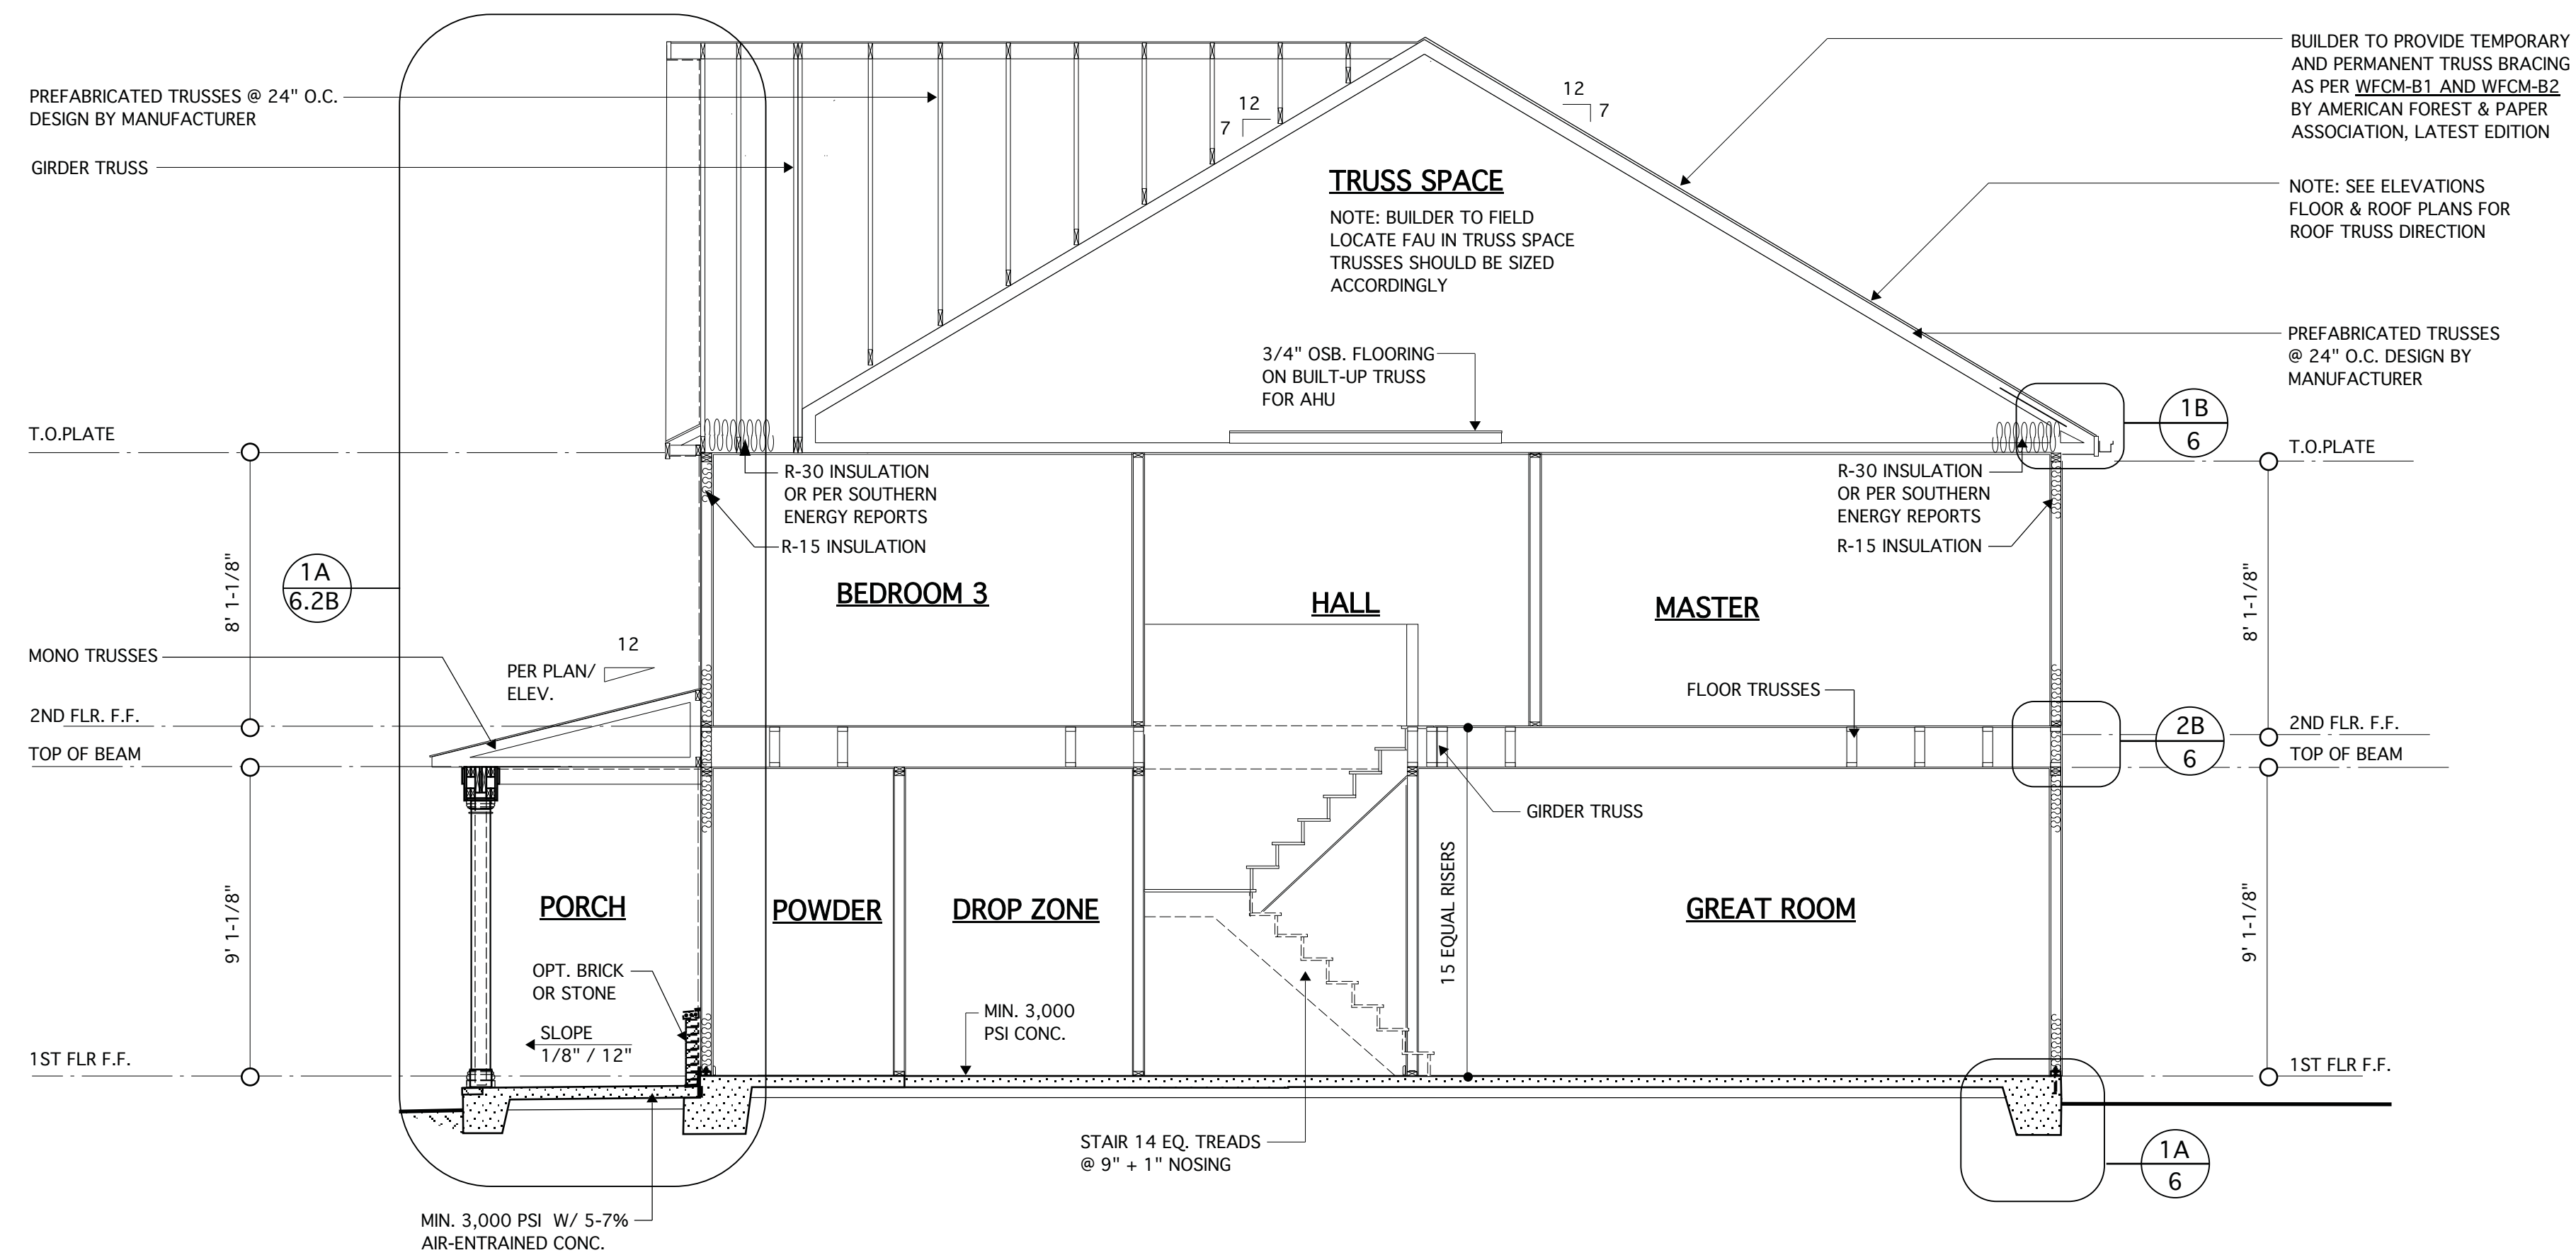 PREFABRICATED TRUSSES @ 24" O.C.
DESIGN BY MANUFACTURER
GIRDER TRUSS
12
7
12
7
TRUSS SPACE
NOTE: BUILDER TO FIELD
LOCATE FAU IN TRUSS SPACE
TRUSSES SHOULD BE SIZED
ACCORDINGLY
3/4" OSB. FLOORING
ON BUILT-UP TRUSS
FOR AHU
BUILDER TO PROVIDE TEMPORARY
AND PERMANENT TRUSS BRACING
AS PER WFCM-B1 AND WFCM-B2
BY AMERICAN FOREST & PAPER
ASSOCIATION, LATEST EDITION
NOTE: SEE ELEVATIONS
FLOOR & ROOF PLANS FOR
ROOF TRUSS DIRECTION
PREFABRICATED TRUSSES
@ 24" O.C. DESIGN BY
MANUFACTURER
1B
6
T.O.PLATE
T.O.PLATE
R-30 INSULATION
OR PER SOUTHERN
ENERGY REPORTS
R-15 INSULATION
R-30 INSULATION
OR PER SOUTHERN
ENERGY REPORTS
R-15 INSULATION
8' 1-1/8"
1A
6.2B
BEDROOM 3
HALL
MASTER
8' 1-1/8"
MONO TRUSSES
12
PER PLAN/
ELEV.
FLOOR TRUSSES
2ND FLR. F.F.
TOP OF BEAM
2B
6
2ND FLR. F.F.
TOP OF BEAM
GIRDER TRUSS
9' 1-1/8"
PORCH
POWDER
DROP ZONE
15 EQUAL RISERS
GREAT ROOM
9' 1-1/8"
OPT. BRICK
OR STONE
SLOPE
1/8" / 12"
MIN. 3,000
PSI CONC.
1ST FLR F.F.
1ST FLR F.F.
STAIR 14 EQ. TREADS
@ 9" + 1" NOSING
1A
6
MIN. 3,000 PSI W/ 5-7%
AIR-ENTRAINED CONC.